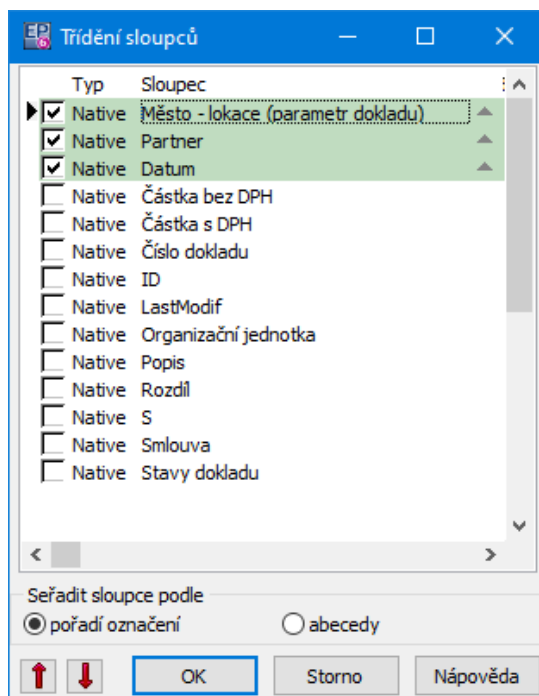 EP 6 Třídění sloupců
Typ Sloupec
Native Město - lokace (parametr dokladu)
Native Partner
Native Datum
Native Částka bez DPH
Native Částka s DPH
Native Číslo dokladu
Native ID
Native LastModif
Native Organizační jednotka
Native Popis
Native Rozdíl
Native S
Native Smlouva
Native Stavy dokladu
Seřadit sloupce podle
pořadí označení abecedy
OK Storno Nápověda